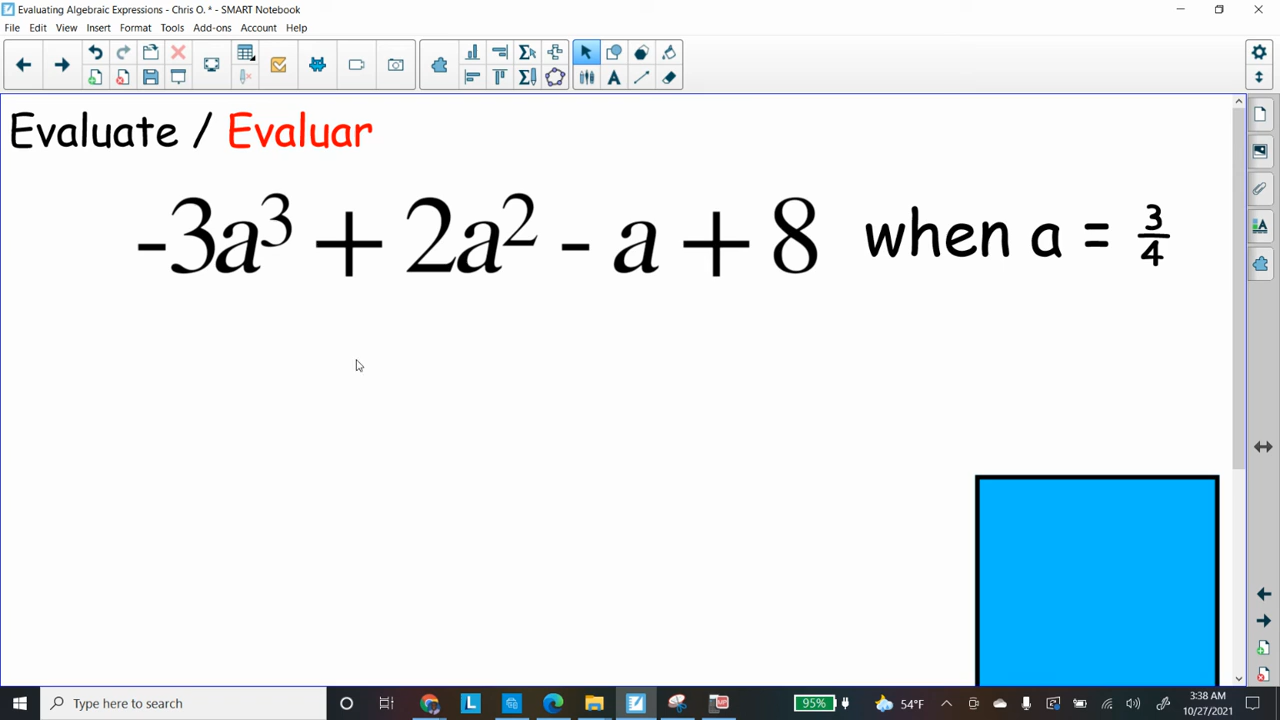 Evaluating Algebraic Expressions - Chris O. * - SMART Notebook
File Edit View Insert Format Tools Add-ons Account Help
Evaluate / Evaluar
-3a³ + 2a² - a + 8 when a = 3/4
Type here to search
95%
54°F
3:38 AM
10/27/2021